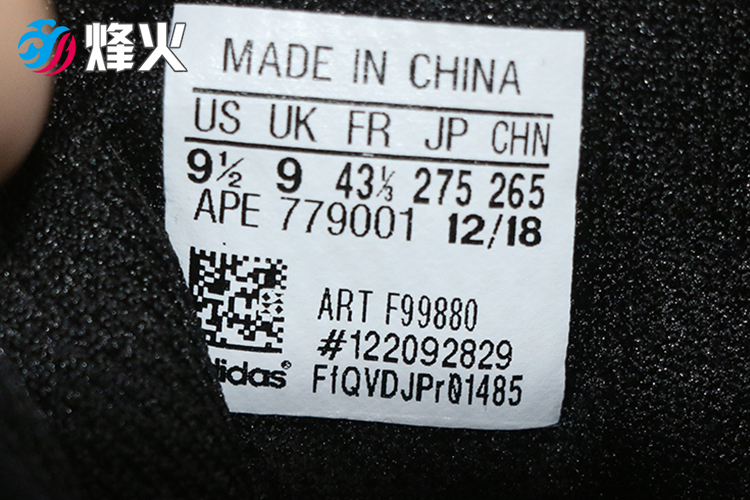 烽火
MADE IN CHINA
US UK FR JP CHN
9½ 9 43⅓ 275 265
APE 779001 12/18
ART F99880
#122092829
adidas®